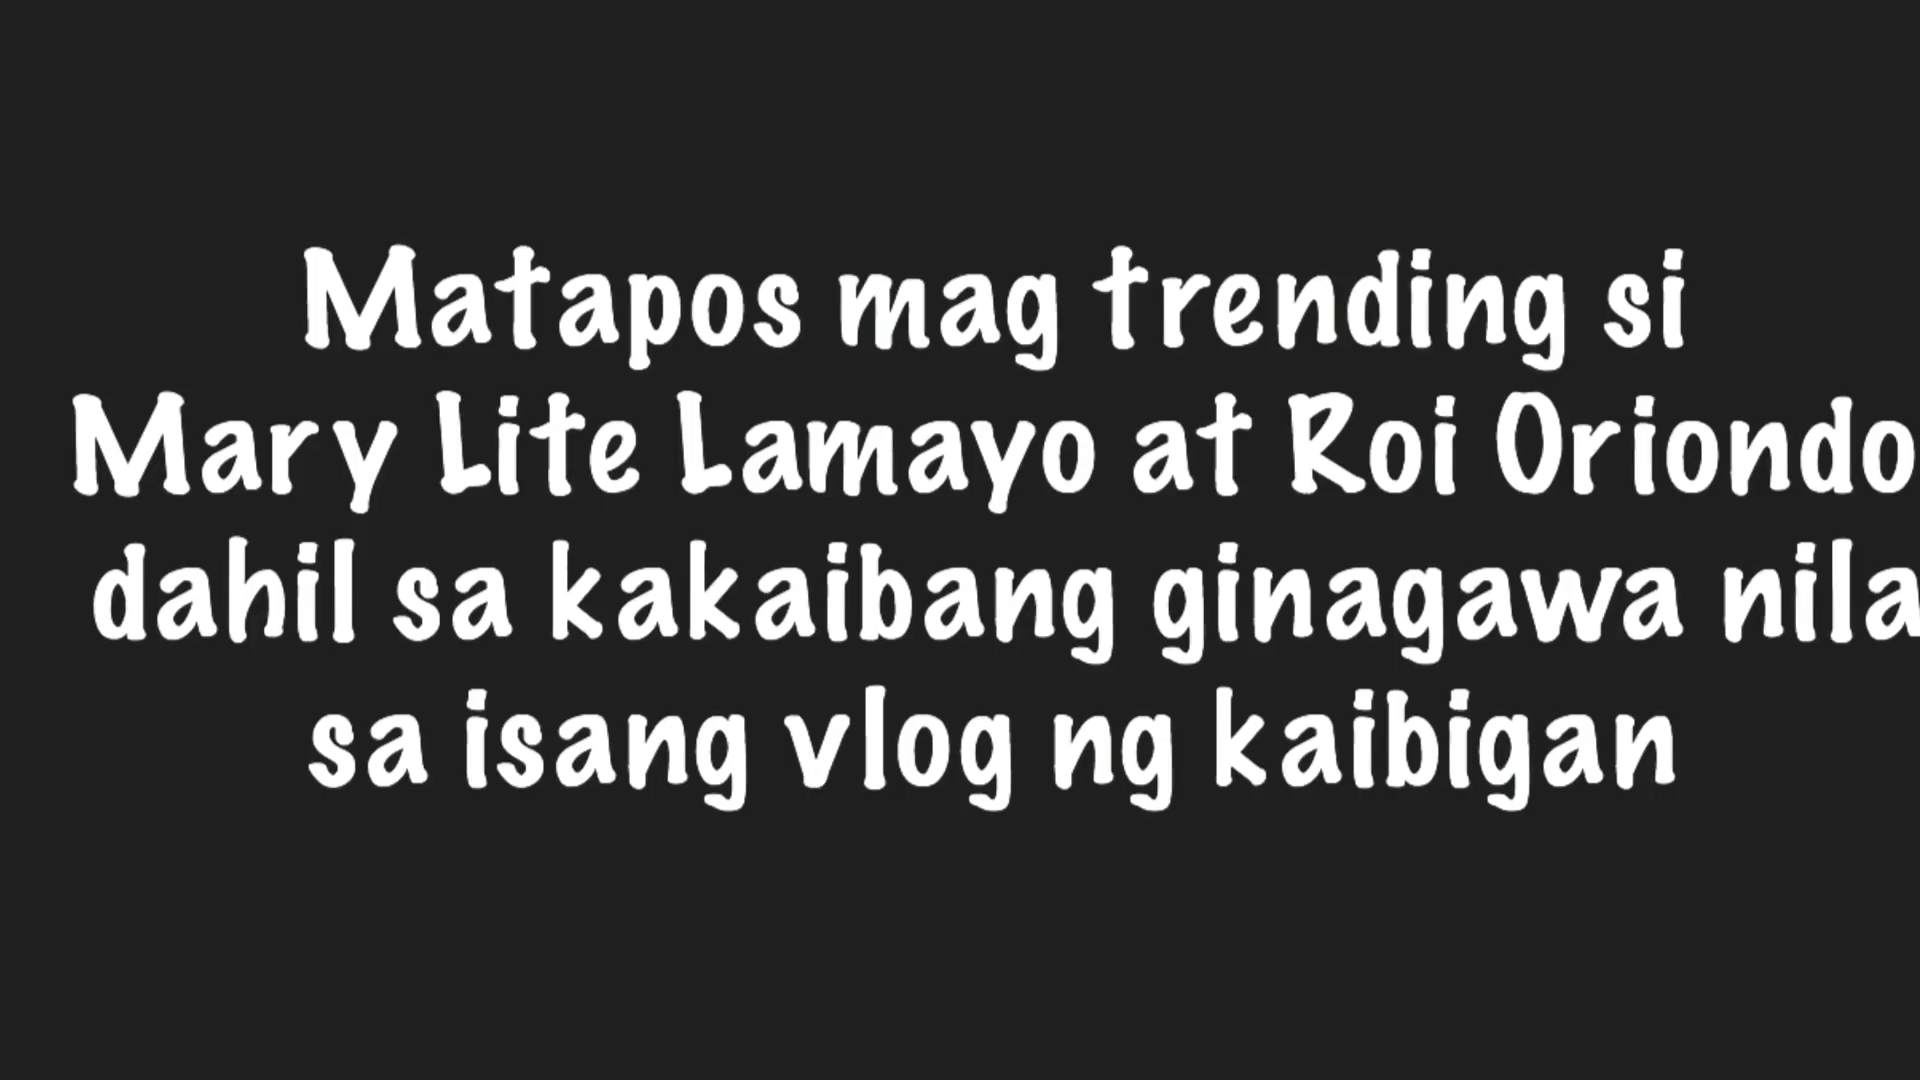 Matapos mag trending si
Mary Lite Lamayo at Roi Oriondo
dahil sa kakaibang ginagawa nila
sa isang vlog ng kaibigan